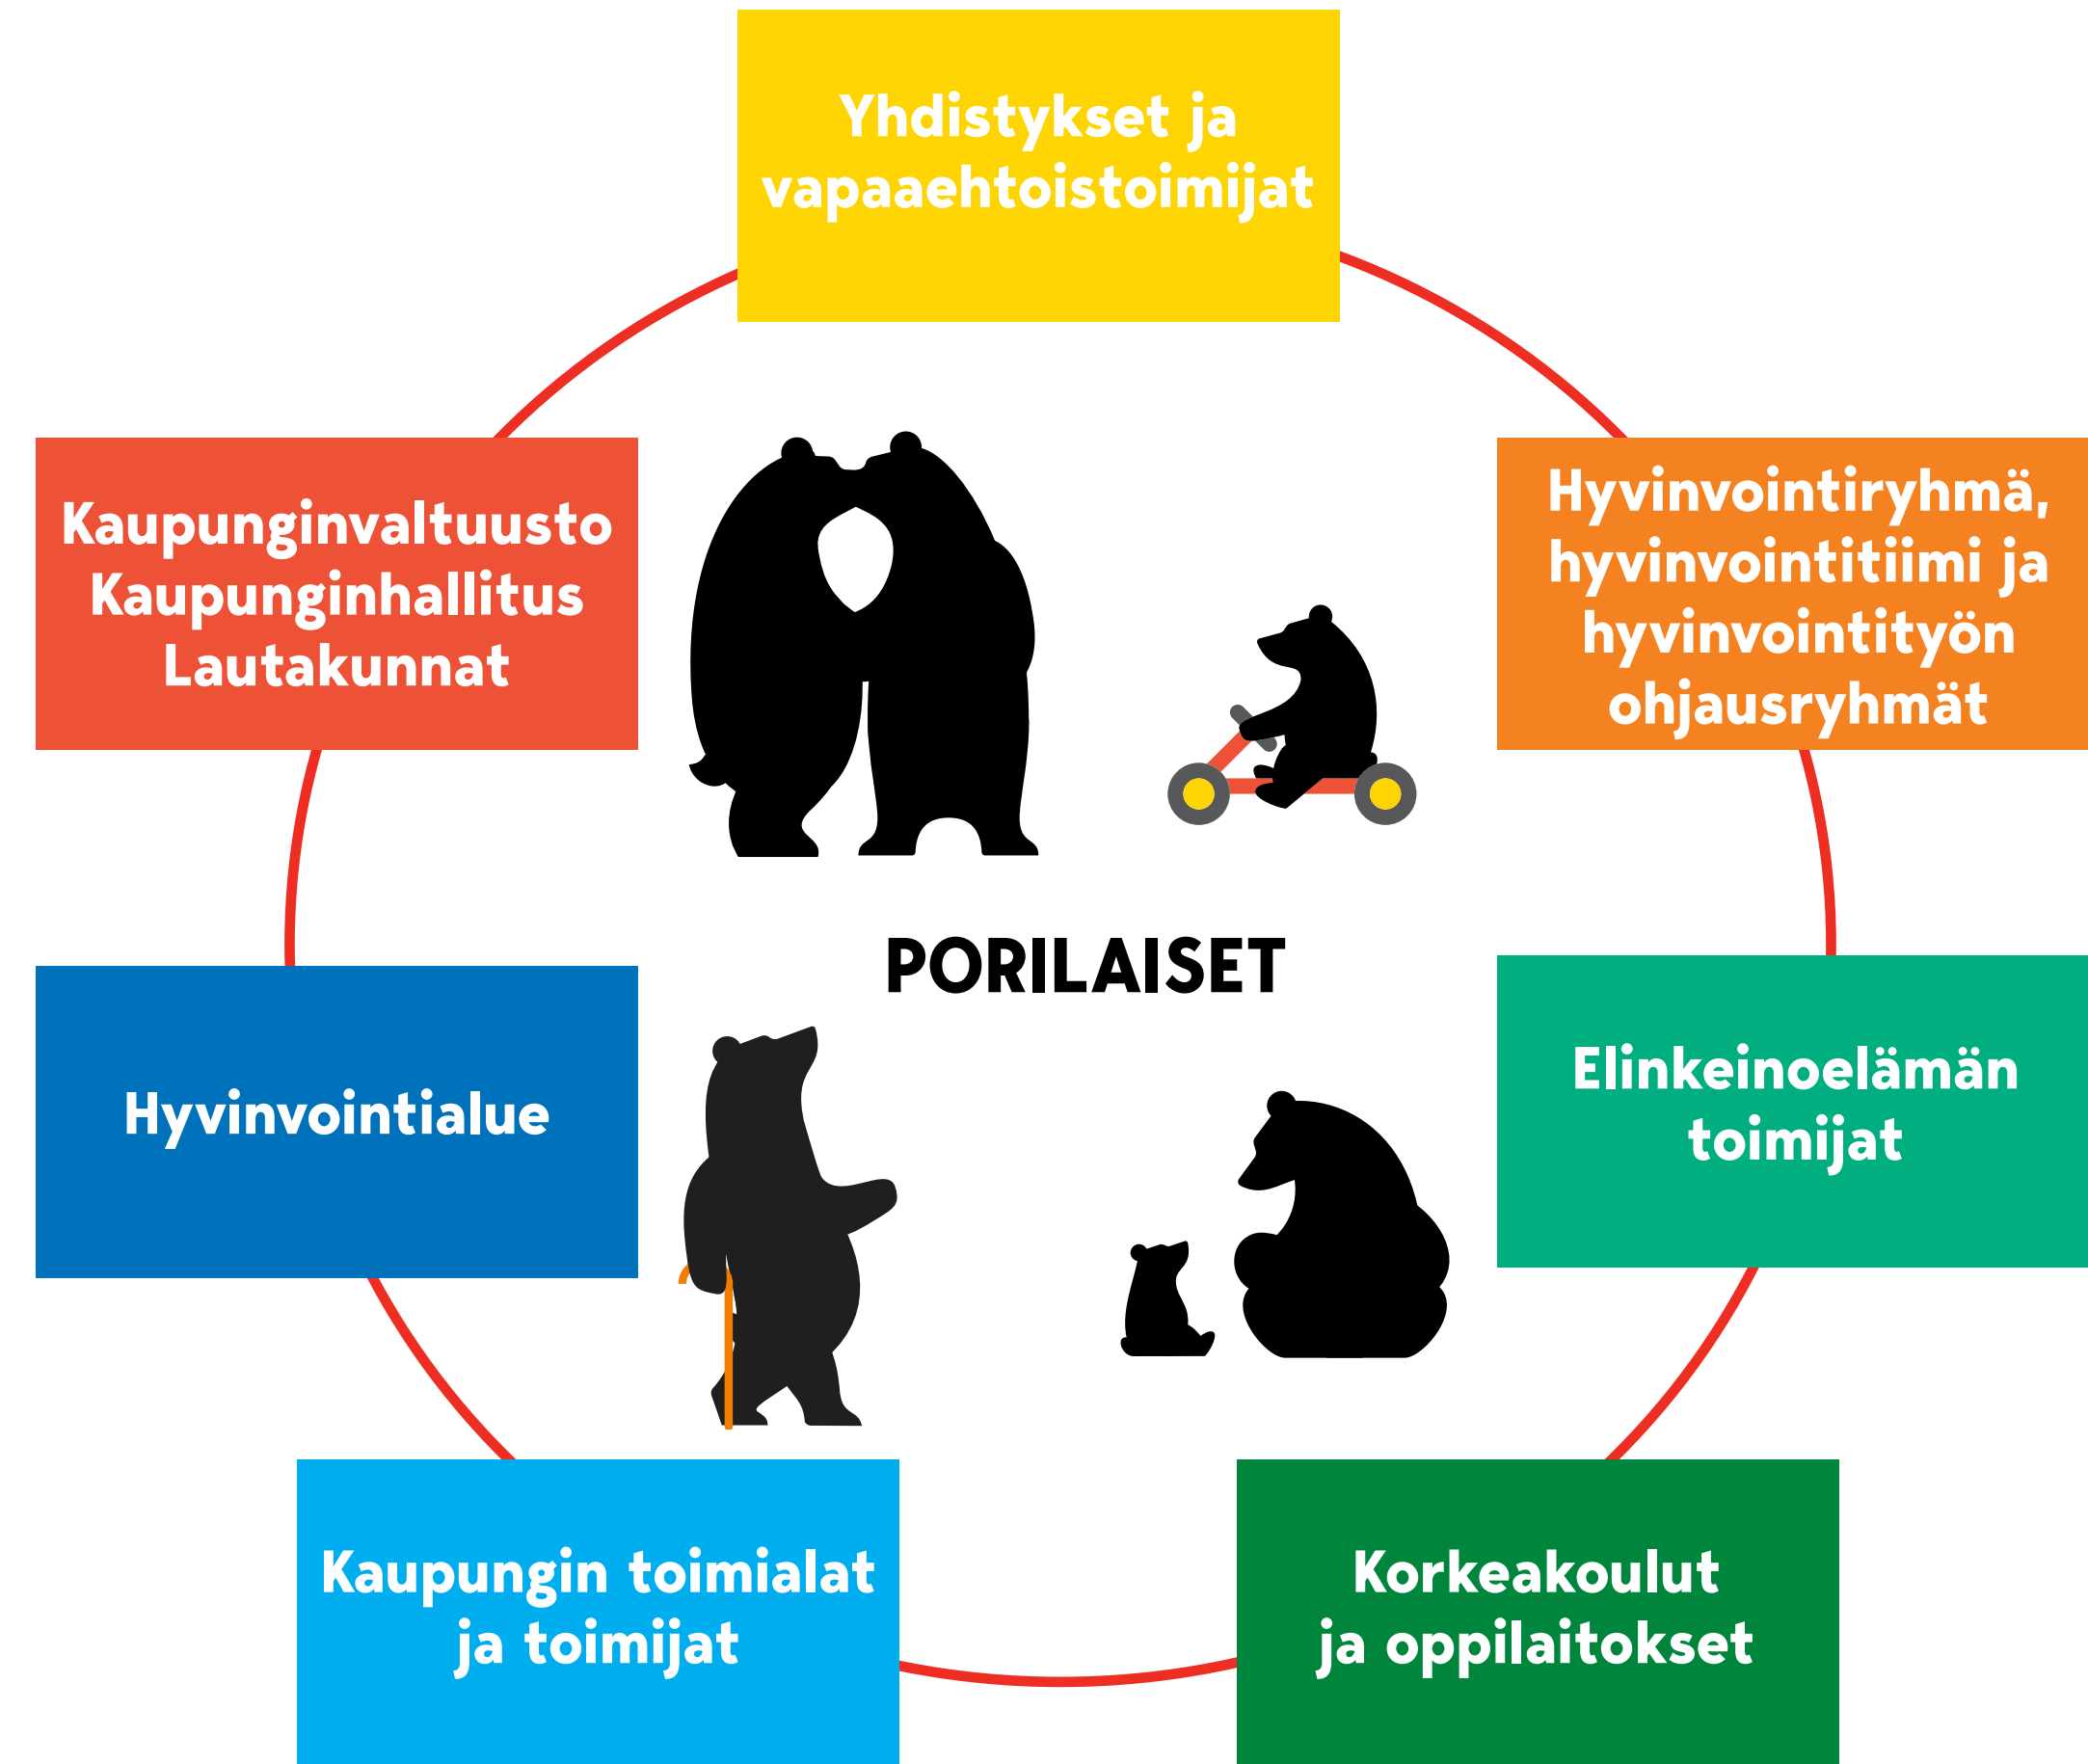 Yhdistykset ja
vapaaehtoistoimijat
Kaupunginvaltuusto
Kaupunginhallitus
Lautakunnat
Hyvinvointiryhmä,
hyvinvointitiimi ja
hyvinvointityön
ohjausryhmät
PORILAISET
Hyvinvointialue
Elinkeinoelämän
toimijat
Kaupungin toimialat
ja toimijat
Korkeakoulut
ja oppilaitokset